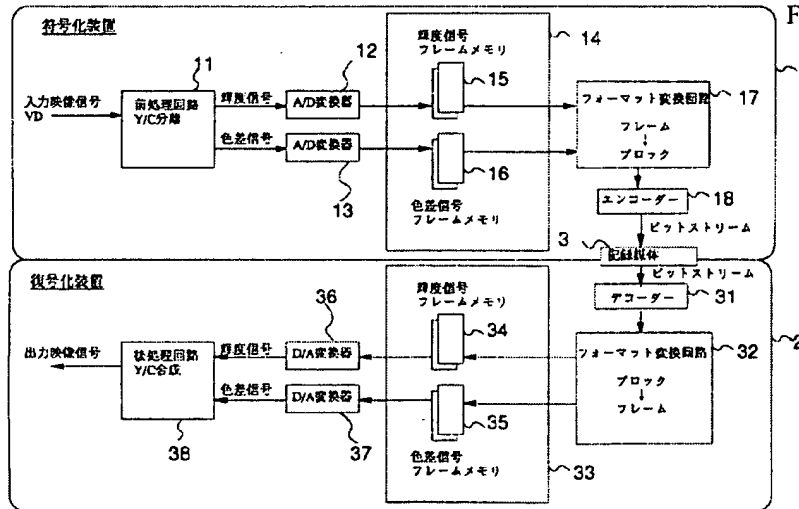 F
符号化装置
11
12
輝度信号
フレームメモリ
14
入力映像信号
VD
前処理回路
Y/C分離
輝度信号
A/D変換器
15
フォーマット変換回路
17
フレーム
↓
ブロック
色差信号
A/D変換器
13
16
色差信号
フレームメモリ
エンコーダー
18
ビットストリーム
3
記録媒体
復号化装置
ビットストリーム
デコーダー
31
36
輝度信号
フレームメモリ
34
出力映像信号
後処理回路
Y/C合成
輝度信号
D/A変換器
フォーマット変換回路
32
ブロック
↓
フレーム
2
色差信号
D/A変換器
35
38
37
色差信号
フレームメモリ
33